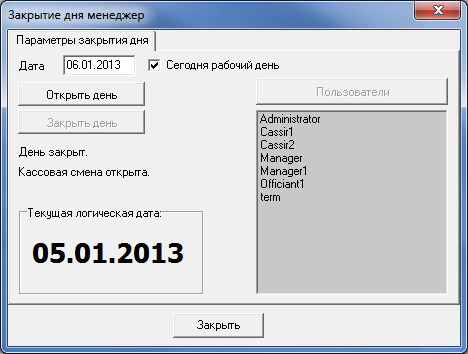 Закрытие дня менеджер
Параметры закрытия дня
Дата 06.01.2013 Сегодня рабочий день
Открыть день
Закрыть день
День закрыт.
Кассовая смена открыта.
Текущая логическая дата:
05.01.2013
Пользователи
Administrator
Cassir1
Cassir2
Manager
Manager1
Officiant1
term
Закрыть